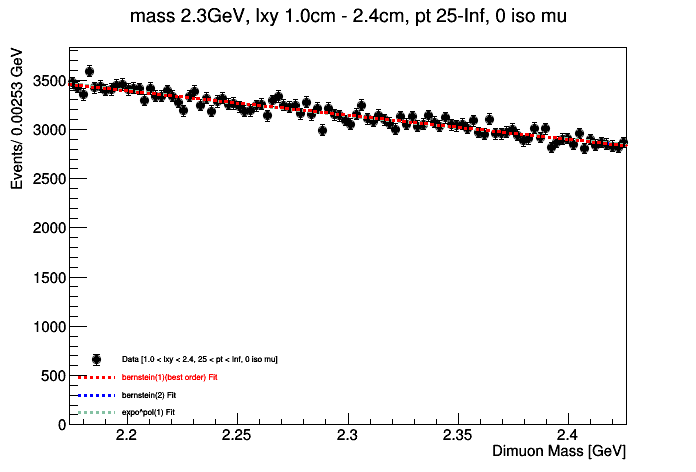 mass 2.3GeV, lxy 1.0cm - 2.4cm, pt 25-Inf, 0 iso mu
Events/ 0.00253 GeV
3500
3000
2500
2000
1500
1000
500
0
Data [1.0 < lxy < 2.4, 25 < pt < Inf, 0 iso mu]
bernstein(1)(best order) Fit
bernstein(2) Fit
expo^pol(1) Fit
2.2 2.25 2.3 2.35 2.4
Dimuon Mass [GeV]